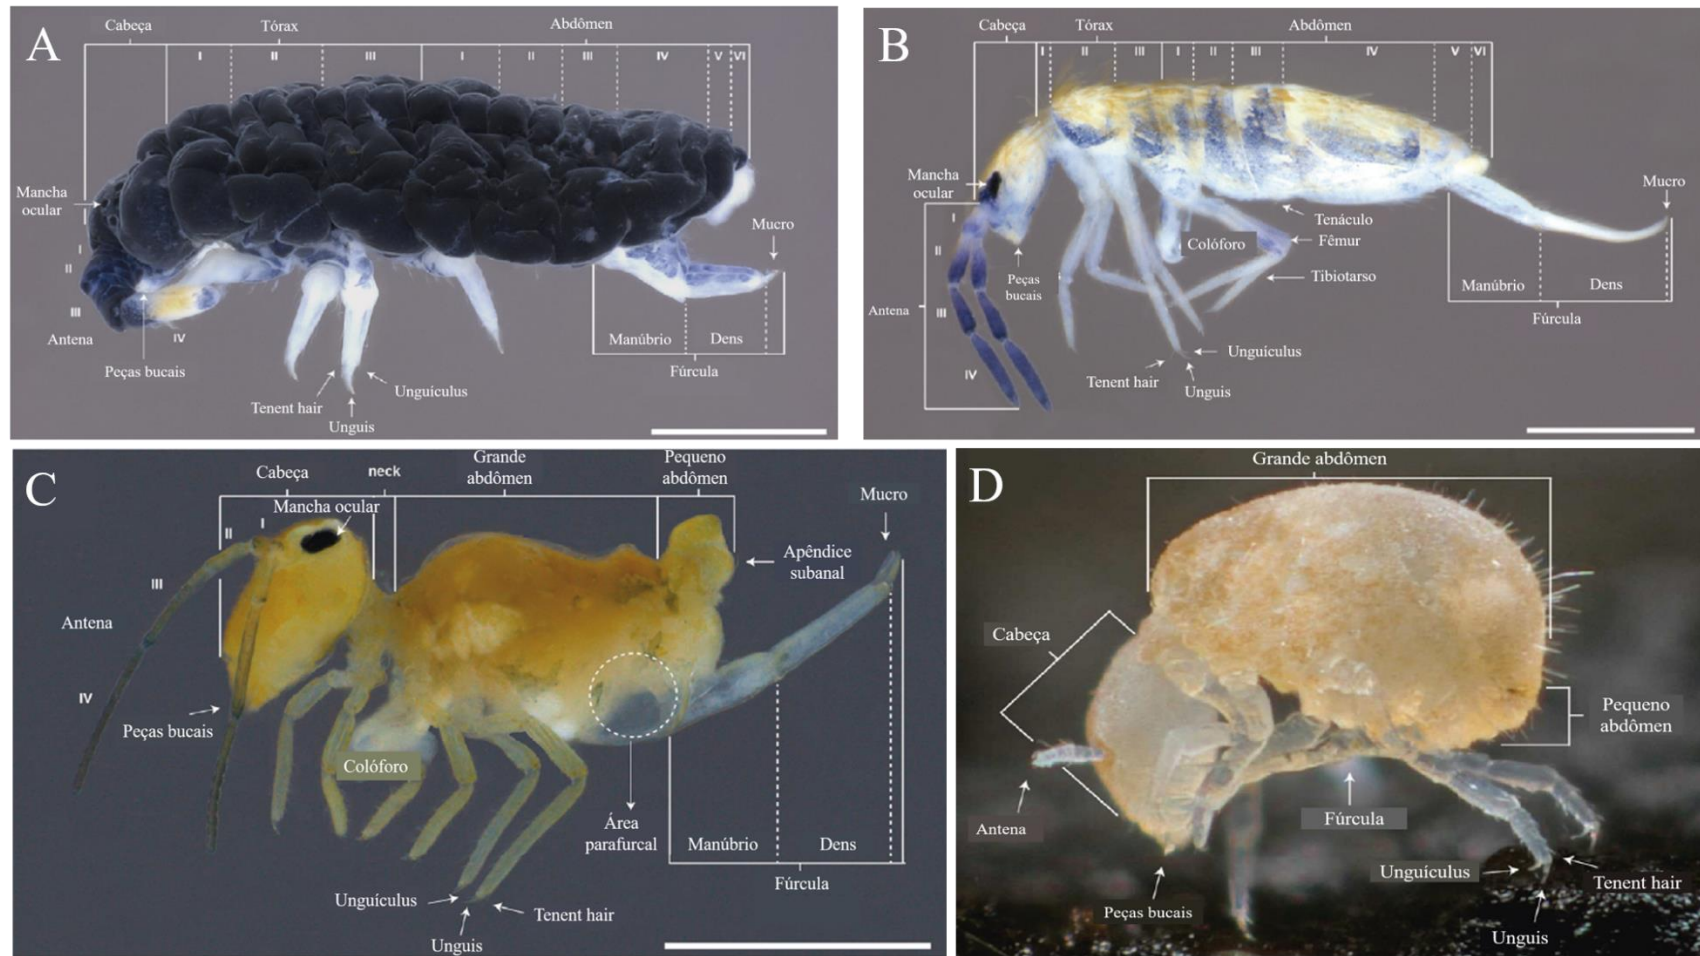 A
Cabeça
Tórax
Abdômen
I
II
III
I
II
III
IV
V
VI
Mancha
ocular
I
II
III
Antena
IV
Peças bucais
Tenent hair
Unguis
Unguículus
Mucro
Manúbrio
Dens
Fúrcula
B
Cabeça
Tórax
Abdômen
I
II
III
I
II
III
IV
V
VI
Mancha
ocular
I
II
III
IV
Antena
Peças
bucais
Colóforo
Tenáculo
Fêmur
Tibiotarso
Unguículus
Tenent hair
Unguis
Mucro
Manúbrio
Dens
Fúrcula
C
Cabeça
neck
Grande
abdômen
Pequeno
abdômen
Mancha ocular
I
II
III
IV
Antena
Peças bucais
Colóforo
Mucro
Apêndice
subanal
Área
parafurcal
Manúbrio
Dens
Fúrcula
Unguículus
Unguis
Tenent hair
D
Grande abdômen
Cabeça
Pequeno
abdômen
Antena
Fúrcula
Peças bucais
Unguículus
Tenent hair
Unguis